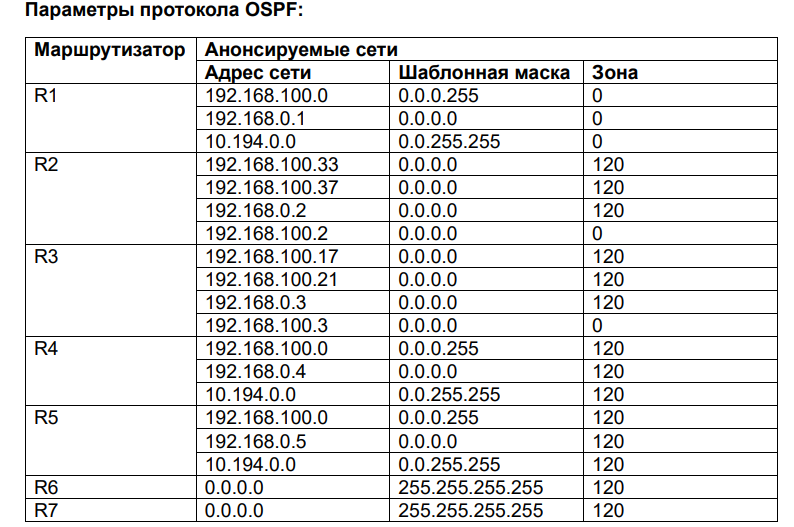 Параметры протокола OSPF:
Маршрутизатор Анонсируемые сети
Адрес сети Шаблонная маска Зона
R1 192.168.100.0 0.0.0.255 0
192.168.0.1 0.0.0.0 0
10.194.0.0 0.0.255.255 0
R2 192.168.100.33 0.0.0.0 120
192.168.100.37 0.0.0.0 120
192.168.0.2 0.0.0.0 120
192.168.100.2 0.0.0.0 0
R3 192.168.100.17 0.0.0.0 120
192.168.100.21 0.0.0.0 120
192.168.0.3 0.0.0.0 120
192.168.100.3 0.0.0.0 0
R4 192.168.100.0 0.0.0.255 120
192.168.0.4 0.0.0.0 120
10.194.0.0 0.0.255.255 120
R5 192.168.100.0 0.0.0.255 120
192.168.0.5 0.0.0.0 120
10.194.0.0 0.0.255.255 120
R6 0.0.0.0 255.255.255.255 120
R7 0.0.0.0 255.255.255.255 120